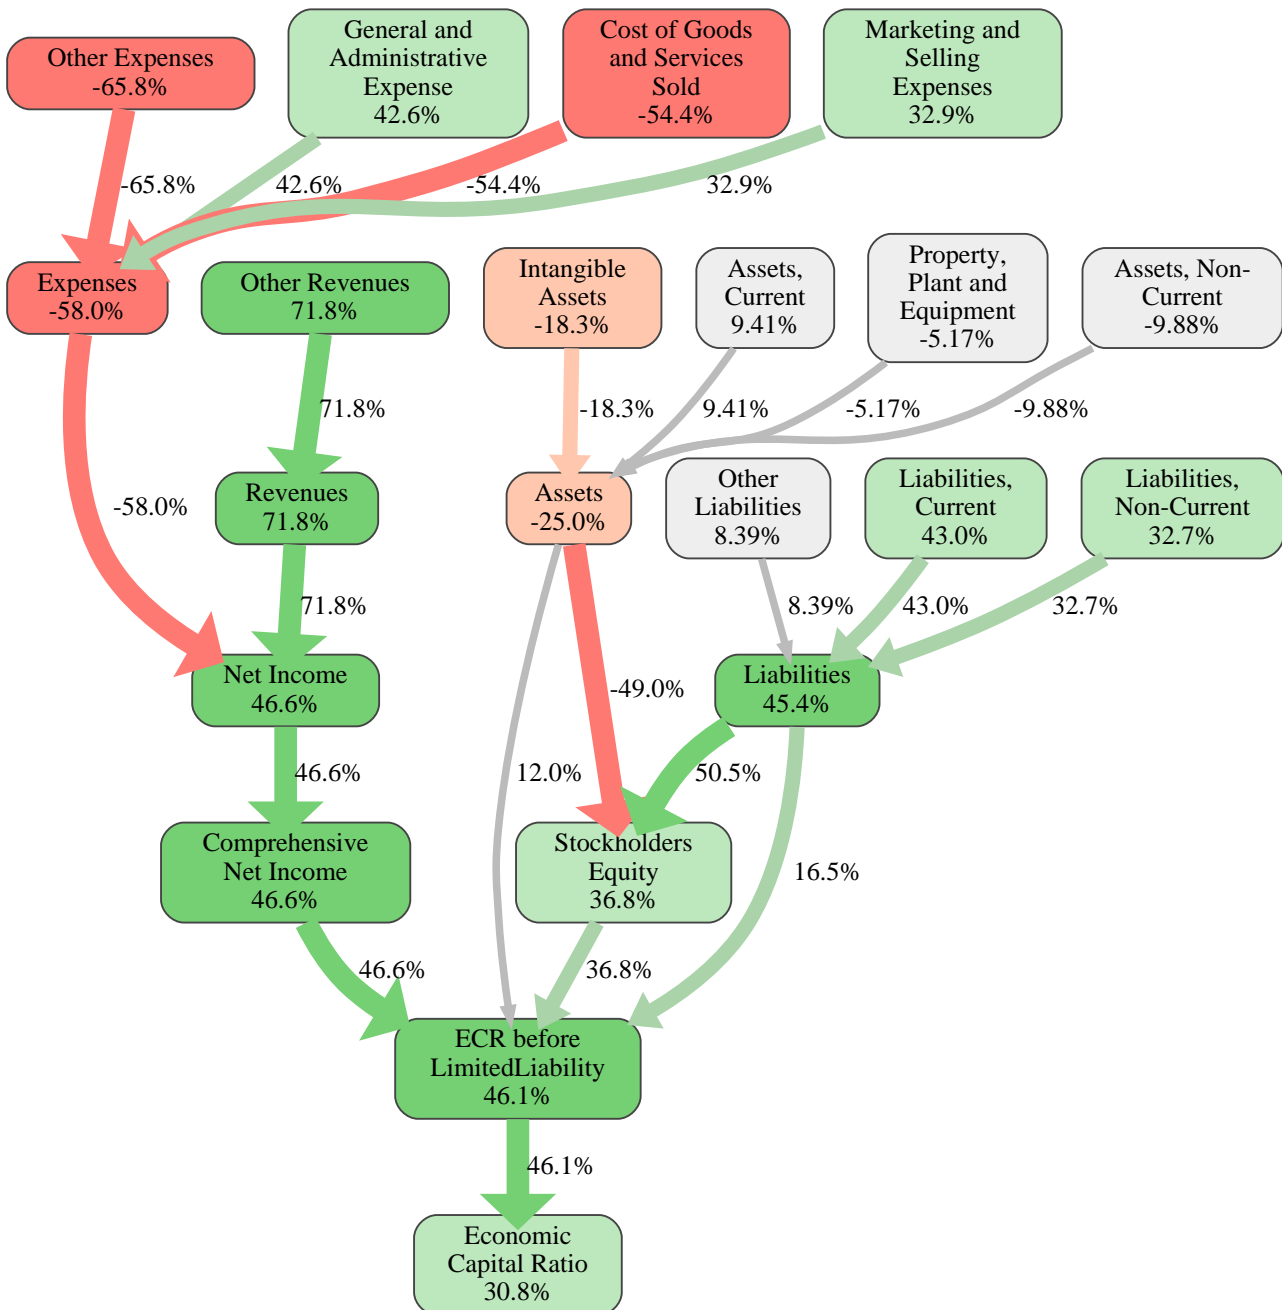 Other Expenses
-65.8%
General and
Administrative
Expense
42.6%
Cost of Goods
and Services
Sold
-54.4%
Marketing and
Selling
Expenses
32.9%
-65.8%
42.6%
-54.4%
32.9%
Expenses
-58.0%
Other Revenues
71.8%
Intangible
Assets
-18.3%
Assets,
Current
9.41%
Property,
Plant and
Equipment
-5.17%
Assets, Non-
Current
-9.88%
71.8%
-18.3%
9.41%
-5.17%
-9.88%
-58.0%
Revenues
71.8%
Assets
-25.0%
Other
Liabilities
8.39%
Liabilities,
Current
43.0%
Liabilities,
Non-Current
32.7%
71.8%
8.39%
43.0%
32.7%
Net Income
46.6%
-49.0%
Liabilities
45.4%
46.6%
12.0%
50.5%
Comprehensive
Net Income
46.6%
Stockholders
Equity
36.8%
16.5%
46.6%
36.8%
ECR before
LimitedLiability
46.1%
46.1%
Economic
Capital Ratio
30.8%